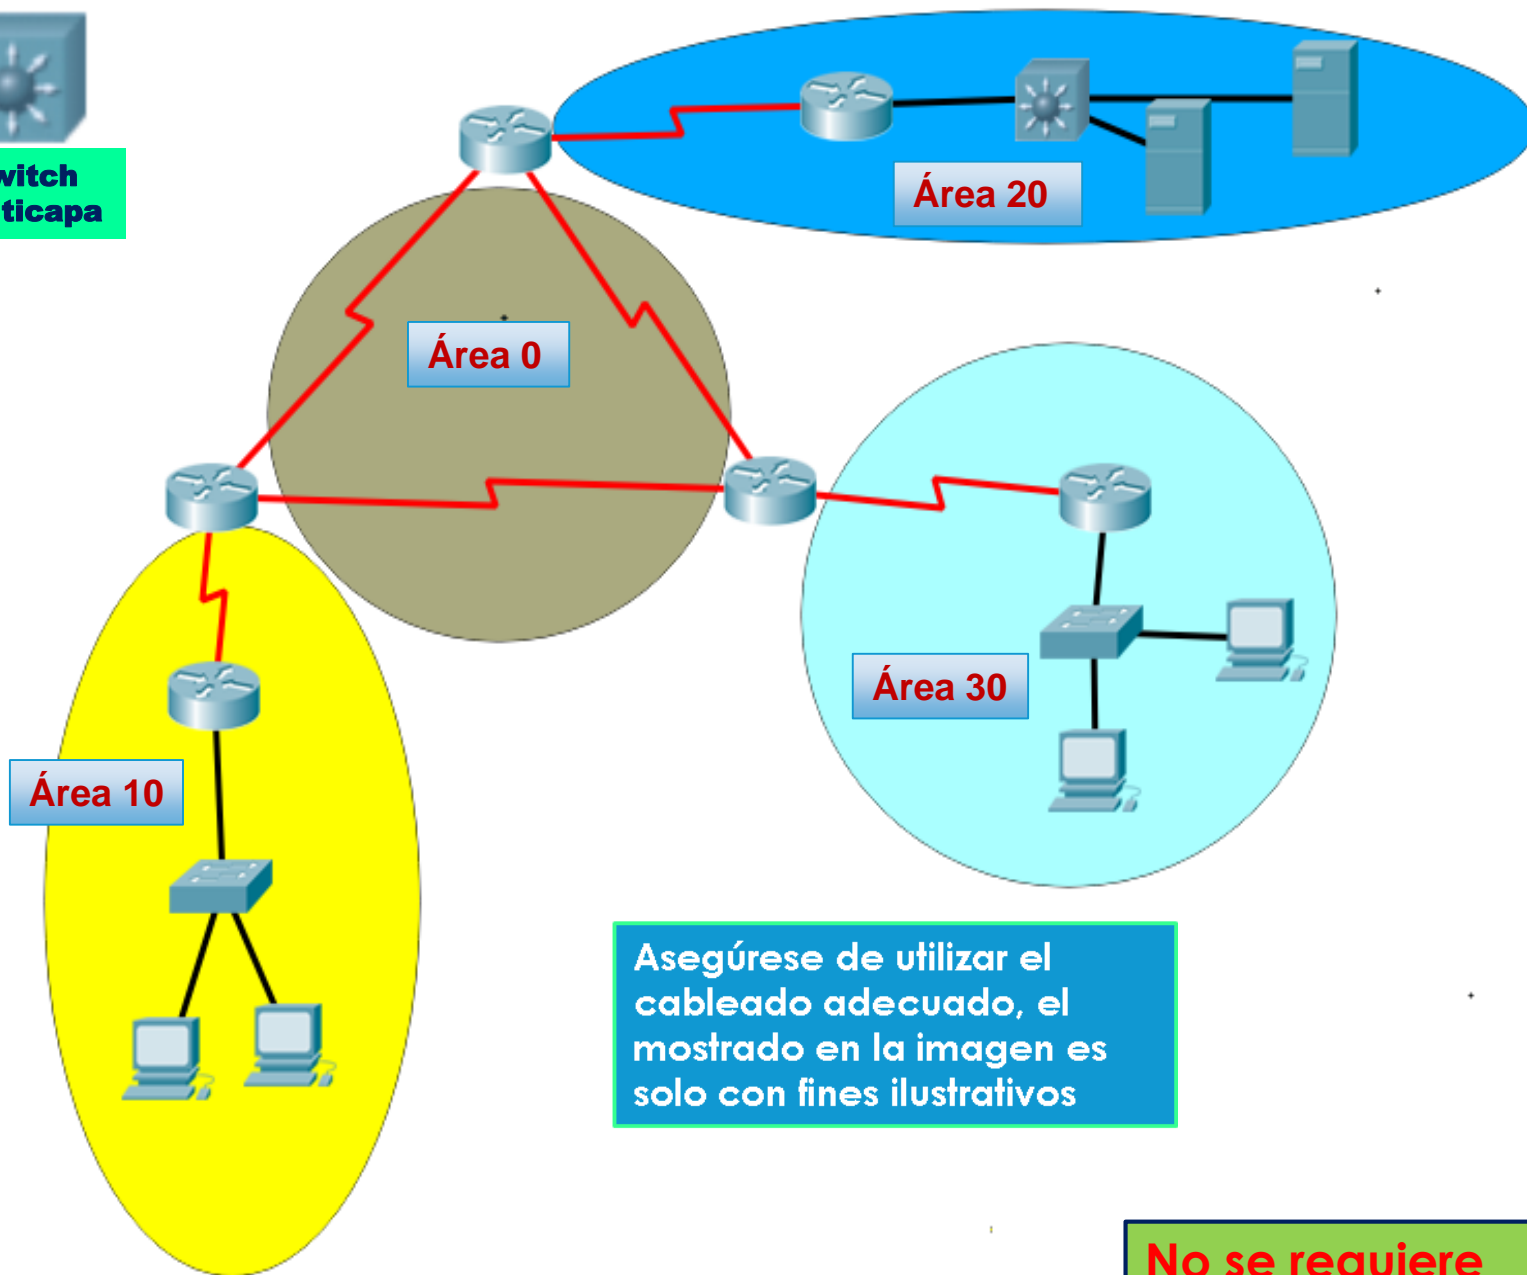 ticapa
Área 20
Área 0
Área 30
Área 10
Asegúrese de utilizar el
cableado adecuado, el
mostrado en la imagen es
solo con fines ilustrativos
No se requiere